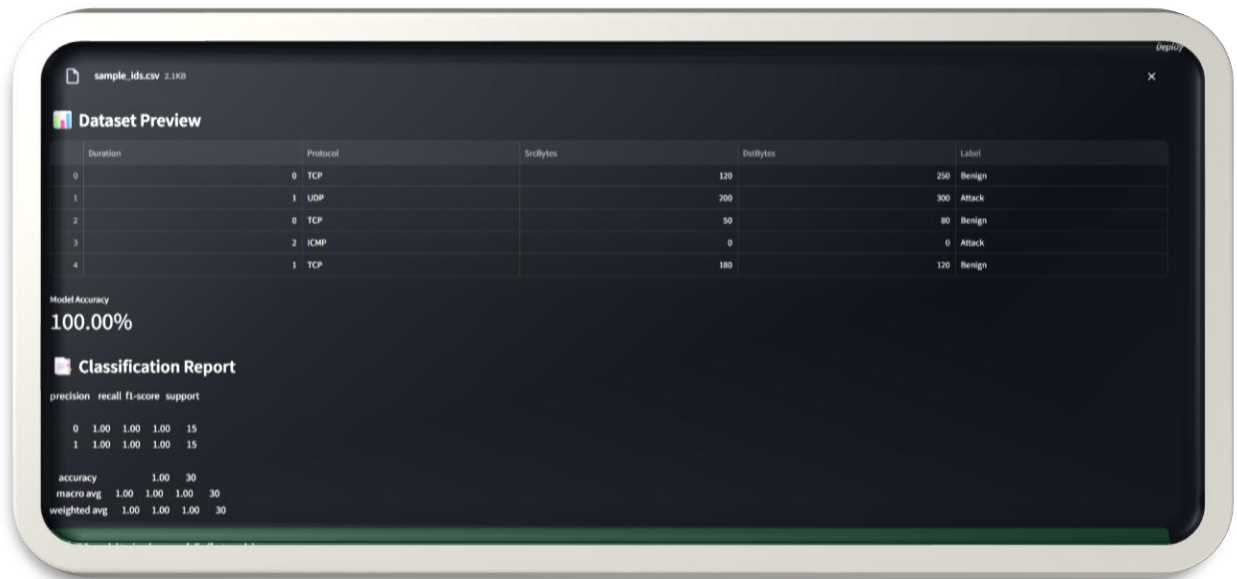 Deploy
sample_ids.csv 2.1KB
Dataset Preview
Duration Protocol SrcBytes DstBytes Label
0 0 TCP 120 250 Benign
1 1 UDP 200 300 Attack
2 0 TCP 50 80 Benign
3 2 ICMP 0 0 Attack
4 1 TCP 180 120 Benign
Model Accuracy
100.00%
Classification Report
precision recall f1-score support
0 1.00 1.00 1.00 15
1 1.00 1.00 1.00 15
accuracy 1.00 30
macro avg 1.00 1.00 1.00 30
weighted avg 1.00 1.00 1.00 30